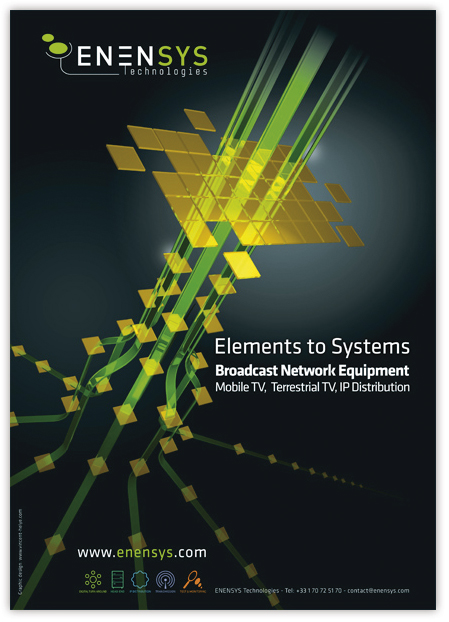 ENENSYS
Technologies
Elements to Systems
Broadcast Network Equipment
Mobile TV, Terrestrial TV, IP Distribution
www.enensys.com
ENENSYS Technologies - Tel: +33 1 70 72 51 70 - contact@enensys.com